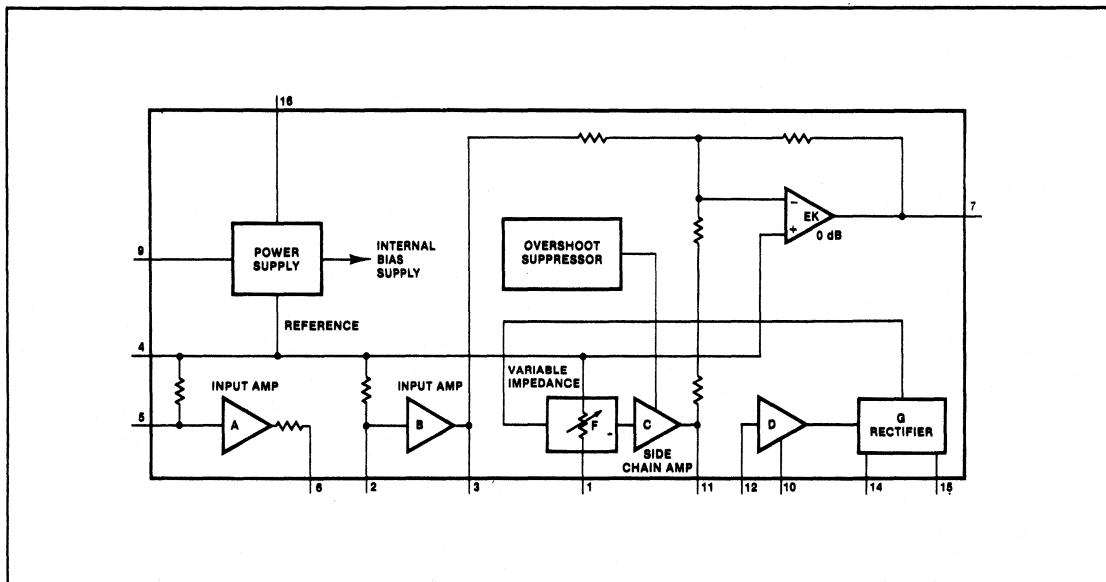 16
7
EK
−
+
0 dB
9
POWER
SUPPLY
INTERNAL
BIAS
SUPPLY
OVERSHOOT
SUPPRESSOR
REFERENCE
4
VARIABLE
IMPEDANCE
INPUT AMP
INPUT AMP
5
A
B
F
-
C
D
G
RECTIFIER
SIDE
CHAIN AMP
6
2
3
1
11
12
10
14
15